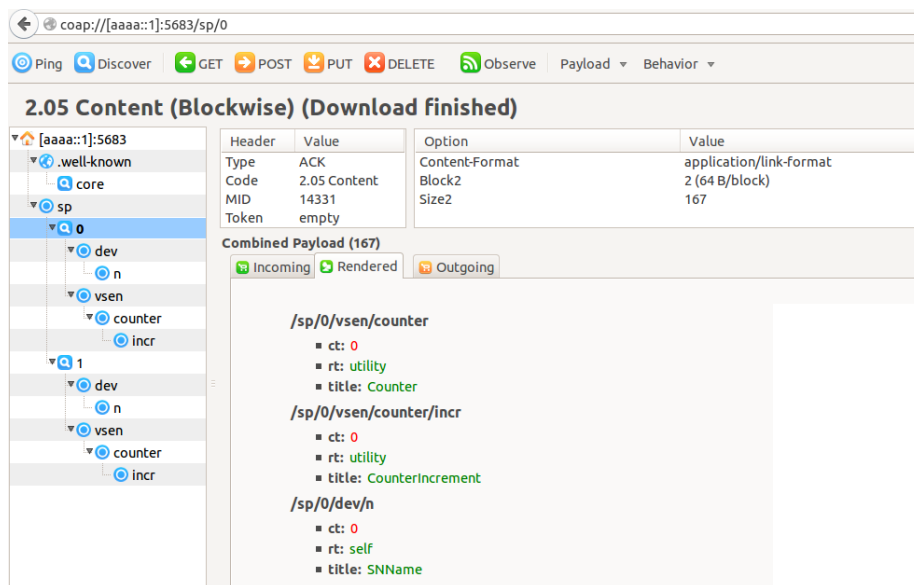 coap://[aaaa::1]:5683/sp/0
Ping Discover GET POST PUT DELETE Observe Payload Behavior
2.05 Content (Blockwise) (Download finished)
[aaaa::1]:5683
.well-known
core
sp
0
dev
n
vsen
counter
incr
1
dev
n
vsen
counter
incr
Header Value
Type ACK
Code 2.05 Content
MID 14331
Token empty
Option Value
Content-Format application/link-format
Block2 2 (64 B/block)
Size2 167
Combined Payload (167)
Incoming Rendered Outgoing
/sp/0/vsen/counter
ct: 0
rt: utility
title: Counter
/sp/0/vsen/counter/incr
ct: 0
rt: utility
title: CounterIncrement
/sp/0/dev/n
ct: 0
rt: self
title: SNName